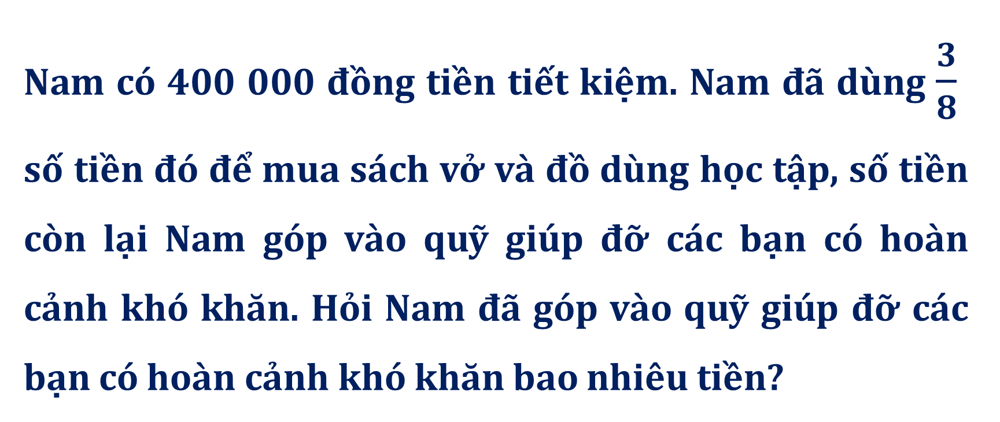 Nam có 400 000 đồng tiền tiết kiệm. Nam đã dùng 3/8
số tiền đó để mua sách vở và đồ dùng học tập, số tiền
còn lại Nam góp vào quỹ giúp đỡ các bạn có hoàn
cảnh khó khăn. Hỏi Nam đã góp vào quỹ giúp đỡ các
bạn có hoàn cảnh khó khăn bao nhiêu tiền?